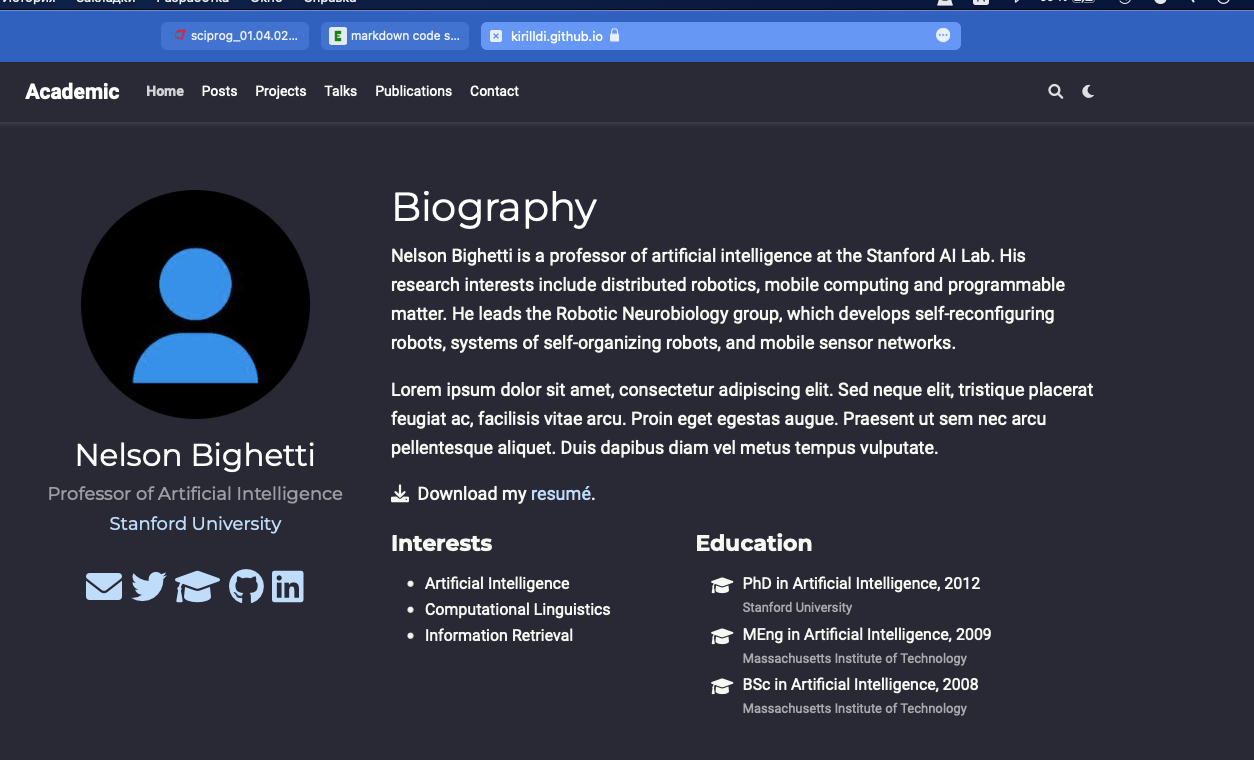 История Закладки Разработка Окно Справка
sciprog_01.04.02...
markdown code s...
kirilldi.github.io
Academic
Home Posts Projects Talks Publications Contact
Biography
Nelson Bighetti is a professor of artificial intelligence at the Stanford AI Lab. His
research interests include distributed robotics, mobile computing and programmable
matter. He leads the Robotic Neurobiology group, which develops self-reconfiguring
robots, systems of self-organizing robots, and mobile sensor networks.
Lorem ipsum dolor sit amet, consectetur adipiscing elit. Sed neque elit, tristique placerat
feugiat ac, facilisis vitae arcu. Proin eget egestas augue. Praesent ut sem nec arcu
pellentesque aliquet. Duis dapibus diam vel metus tempus vulputate.
Download my resumé.
Nelson Bighetti
Professor of Artificial Intelligence
Stanford University
Interests
Artificial Intelligence
Computational Linguistics
Information Retrieval
Education
PhD in Artificial Intelligence, 2012
Stanford University
MEng in Artificial Intelligence, 2009
Massachusetts Institute of Technology
BSc in Artificial Intelligence, 2008
Massachusetts Institute of Technology